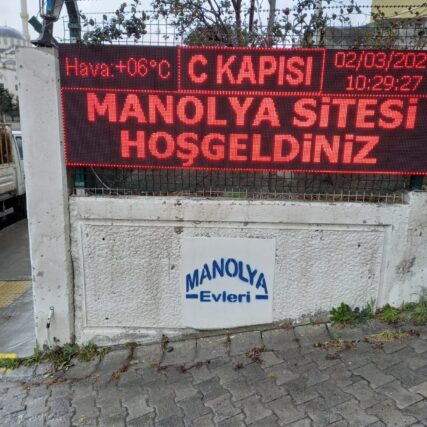 Hava:+06°C C KAPISI 02/03/202
10:29:27
MANOLYA SİTESİ
HOŞGELDİNİZ
MANOLYA
Evleri